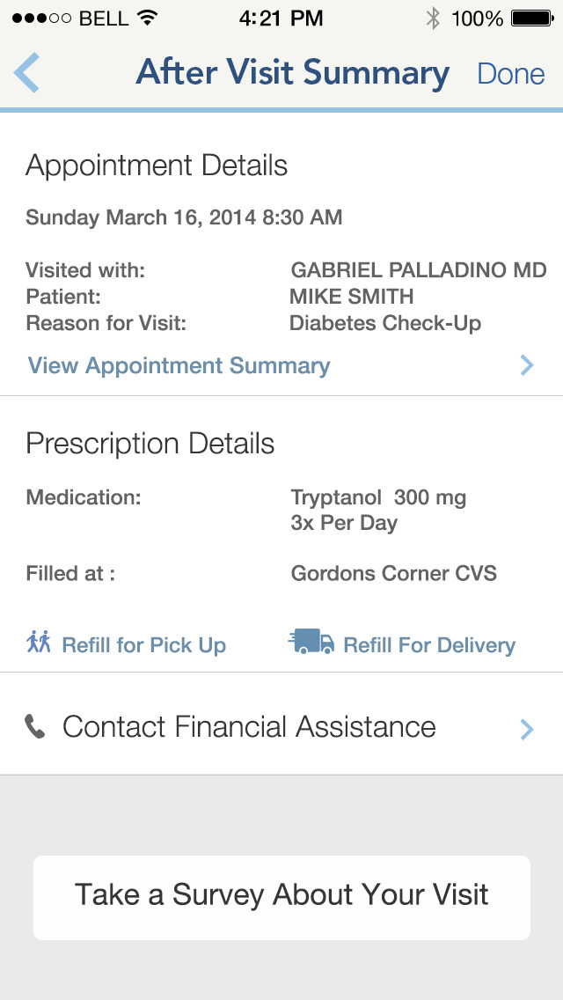 BELL 4:21 PM 100%
After Visit Summary Done
Appointment Details
Sunday March 16, 2014 8:30 AM
Visited with: GABRIEL PALLADINO MD
Patient: MIKE SMITH
Reason for Visit: Diabetes Check-Up
View Appointment Summary
Prescription Details
Medication: Tryptanol 300 mg
3x Per Day
Filled at : Gordons Corner CVS
Refill for Pick Up Refill For Delivery
Contact Financial Assistance
Take a Survey About Your Visit